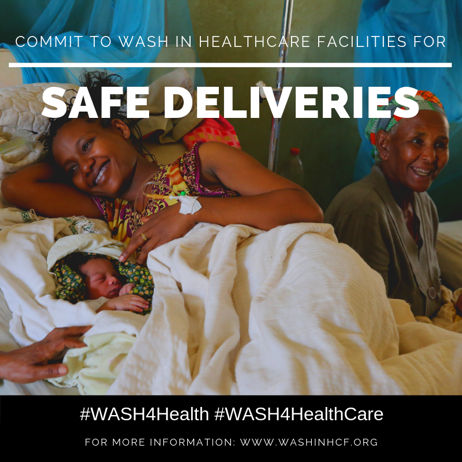 COMMIT TO WASH IN HEALTHCARE FACILITIES FOR
SAFE DELIVERIES
#WASH4Health #WASH4HealthCare
FOR MORE INFORMATION: WWW.WASHINHCF.ORG